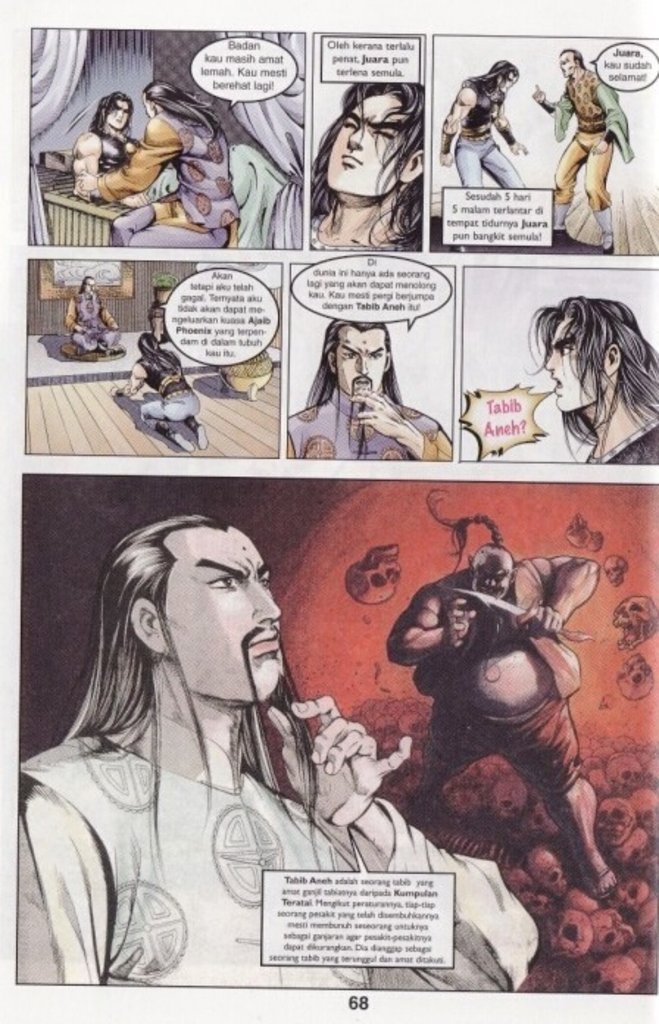 Badan
kau masih amat
lemah. Kau mesti
berehat lagi!
Oleh kerana terlalu
penat, Juara pun
terlena semula.
Juara,
kau sudah
selamat!
Sesudah 5 hari
5 malam terlantar di
tempat tidurnya Juara
pun bangkit semula!
Akan
tetapi aku telah
gagal. Ternyata aku
tidak akan dapat me-
ngeluarkan kuasa Ajaib
Phoenix yang terpen-
dam di dalam tubuh
kau itu.
Di
dunia ini hanya ada seorang
lagi yang akan dapat menolong
kau. Kau mesti pergi berjumpa
dengan Tabib Aneh itu!
Tabib
Aneh?
Tabib Aneh adalah seorang tabib yang
amat ganjil tabiatnya daripada Kumpulan
Teratai. Mengikut peraturannya, tiap-tiap
seorang pesakit yang telah disembuhkannya
mesti membunuh seseorang untuknya
sebagai ganjaran agar pesakit-pesakitnya
dapat dikurangkan. Dia dianggap sebagai
seorang tabib yang terunggul dan amat ditakuti.
68